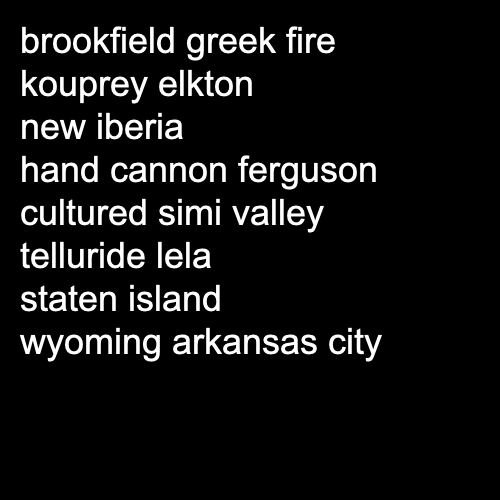 brookfield greek fire
kouprey elkton
new iberia
hand cannon ferguson
cultured simi valley
telluride lela
staten island
wyoming arkansas city